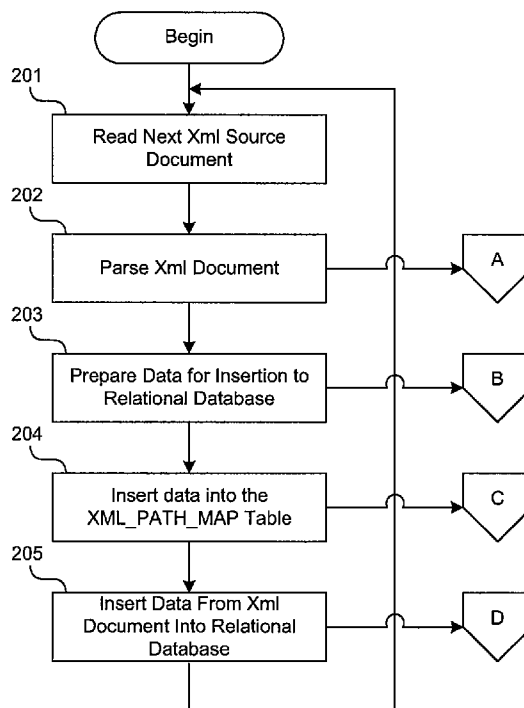 Begin
201
Read Next Xml Source
Document
202
Parse Xml Document
A
203
Prepare Data for Insertion to
Relational Database
B
204
Insert data into the
XML_PATH_MAP Table
C
205
Insert Data From Xml
Document Into Relational
Database
D